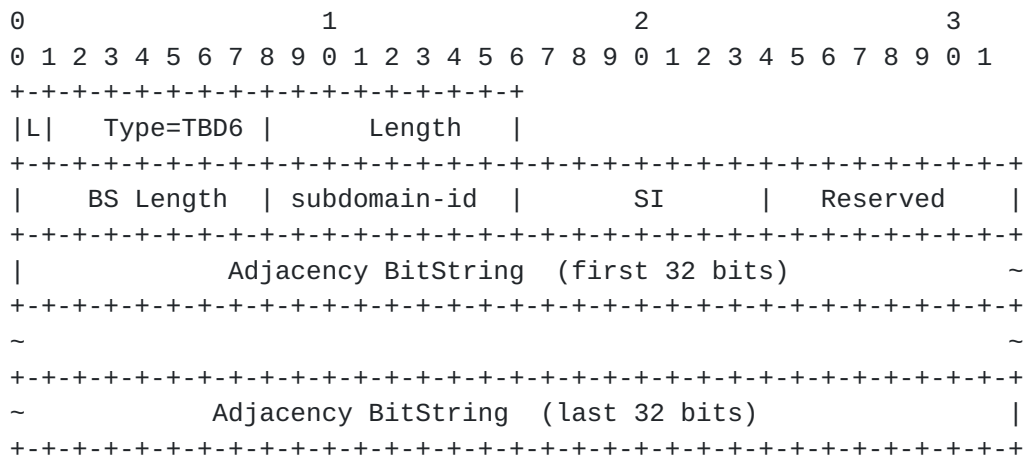 0                   1                   2                   3
0 1 2 3 4 5 6 7 8 9 0 1 2 3 4 5 6 7 8 9 0 1 2 3 4 5 6 7 8 9 0 1
+-+-+-+-+-+-+-+-+-+-+-+-+-+-+-+-+
|L|   Type=TBD6 |      Length   |
+-+-+-+-+-+-+-+-+-+-+-+-+-+-+-+-+-+-+-+-+-+-+-+-+-+-+-+-+-+-+-+-+
|    BS Length  | subdomain-id  |       SI      |   Reserved    |
+-+-+-+-+-+-+-+-+-+-+-+-+-+-+-+-+-+-+-+-+-+-+-+-+-+-+-+-+-+-+-+-+
|             Adjacency BitString  (first 32 bits)              ~
+-+-+-+-+-+-+-+-+-+-+-+-+-+-+-+-+-+-+-+-+-+-+-+-+-+-+-+-+-+-+-+-+
~                                                               ~
+-+-+-+-+-+-+-+-+-+-+-+-+-+-+-+-+-+-+-+-+-+-+-+-+-+-+-+-+-+-+-+-+
~            Adjacency BitString  (last 32 bits)                |
+-+-+-+-+-+-+-+-+-+-+-+-+-+-+-+-+-+-+-+-+-+-+-+-+-+-+-+-+-+-+-+-+